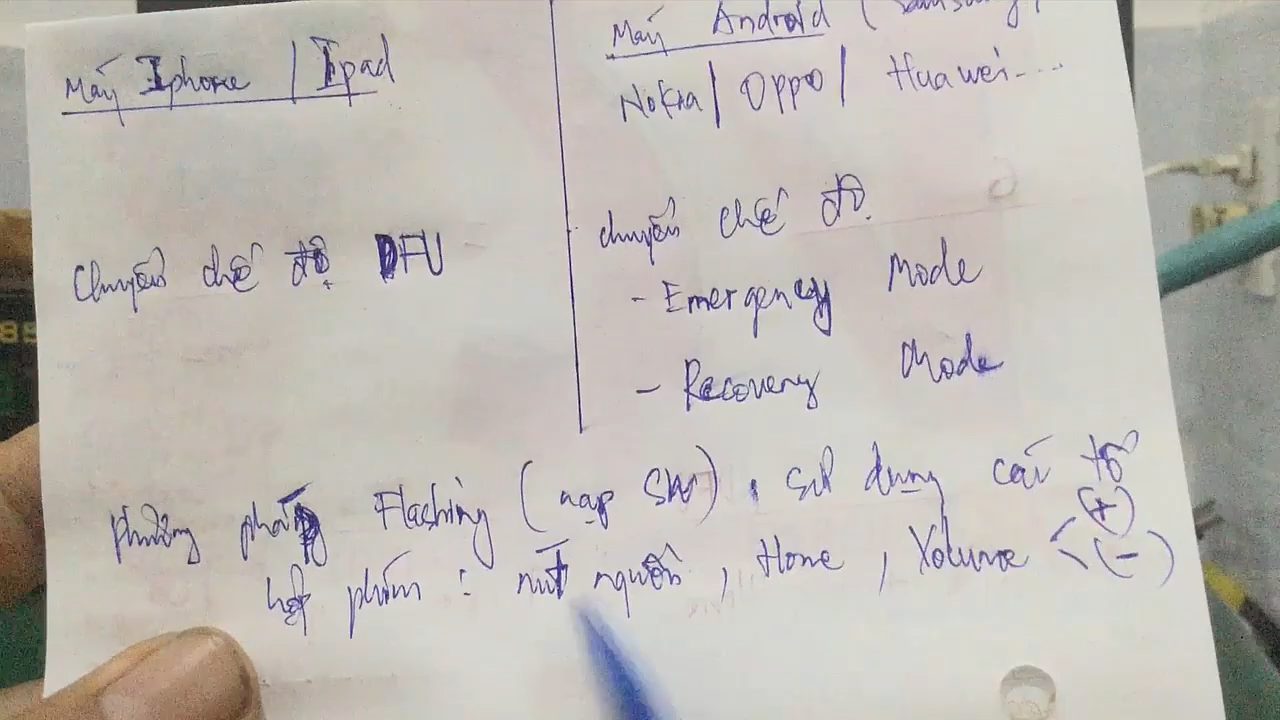 Máy Iphone / Ipad
Chuyển chế độ DFU
Máy Android (Samsung/
Nokia/ Oppo/ Huawei....
chuyển chế độ
- Emergency Mode
- Recovery Mode
Phương pháp Flashing (nạp SW). Sử dụng các tổ
hợp phím : nút nguồn, Home, Volume (+)
(-)